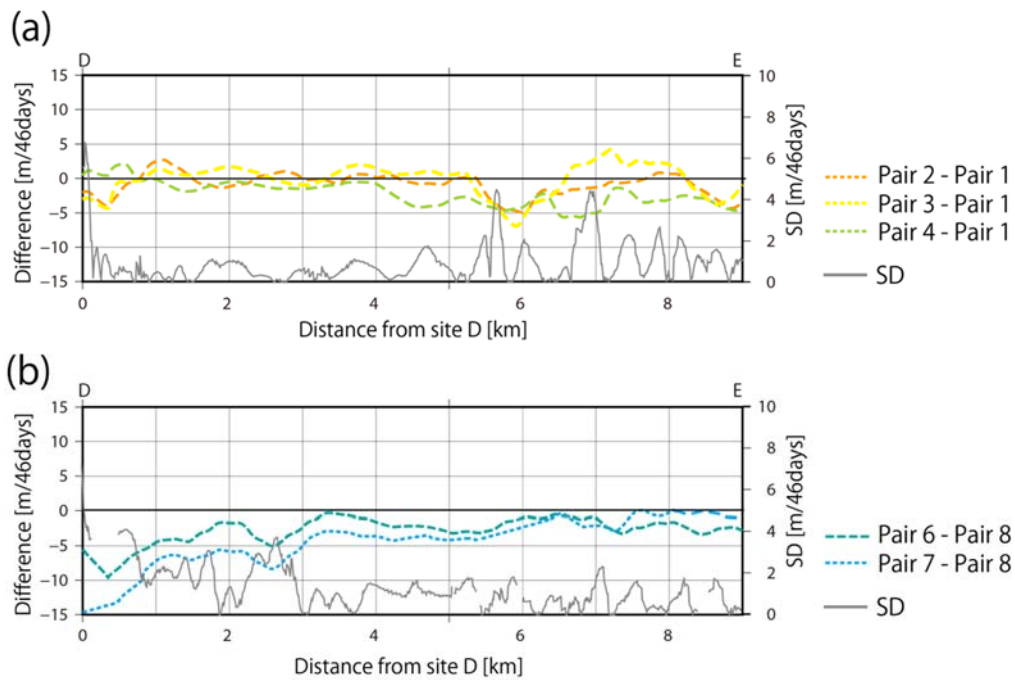 (a)
D E
15 10
10 8
5 6
0 4
−5 2
−10 0
−15
Difference [m/46days]
SD [m/46days]
0 2 4 6 8
Distance from site D [km]
Pair 2 - Pair 1
Pair 3 - Pair 1
Pair 4 - Pair 1
SD
(b)
D E
15 10
10 8
5 6
0 4
−5 2
−10 0
−15
Difference [m/46days]
SD [m/46days]
0 2 4 6 8
Distance from site D [km]
Pair 6 - Pair 8
Pair 7 - Pair 8
SD